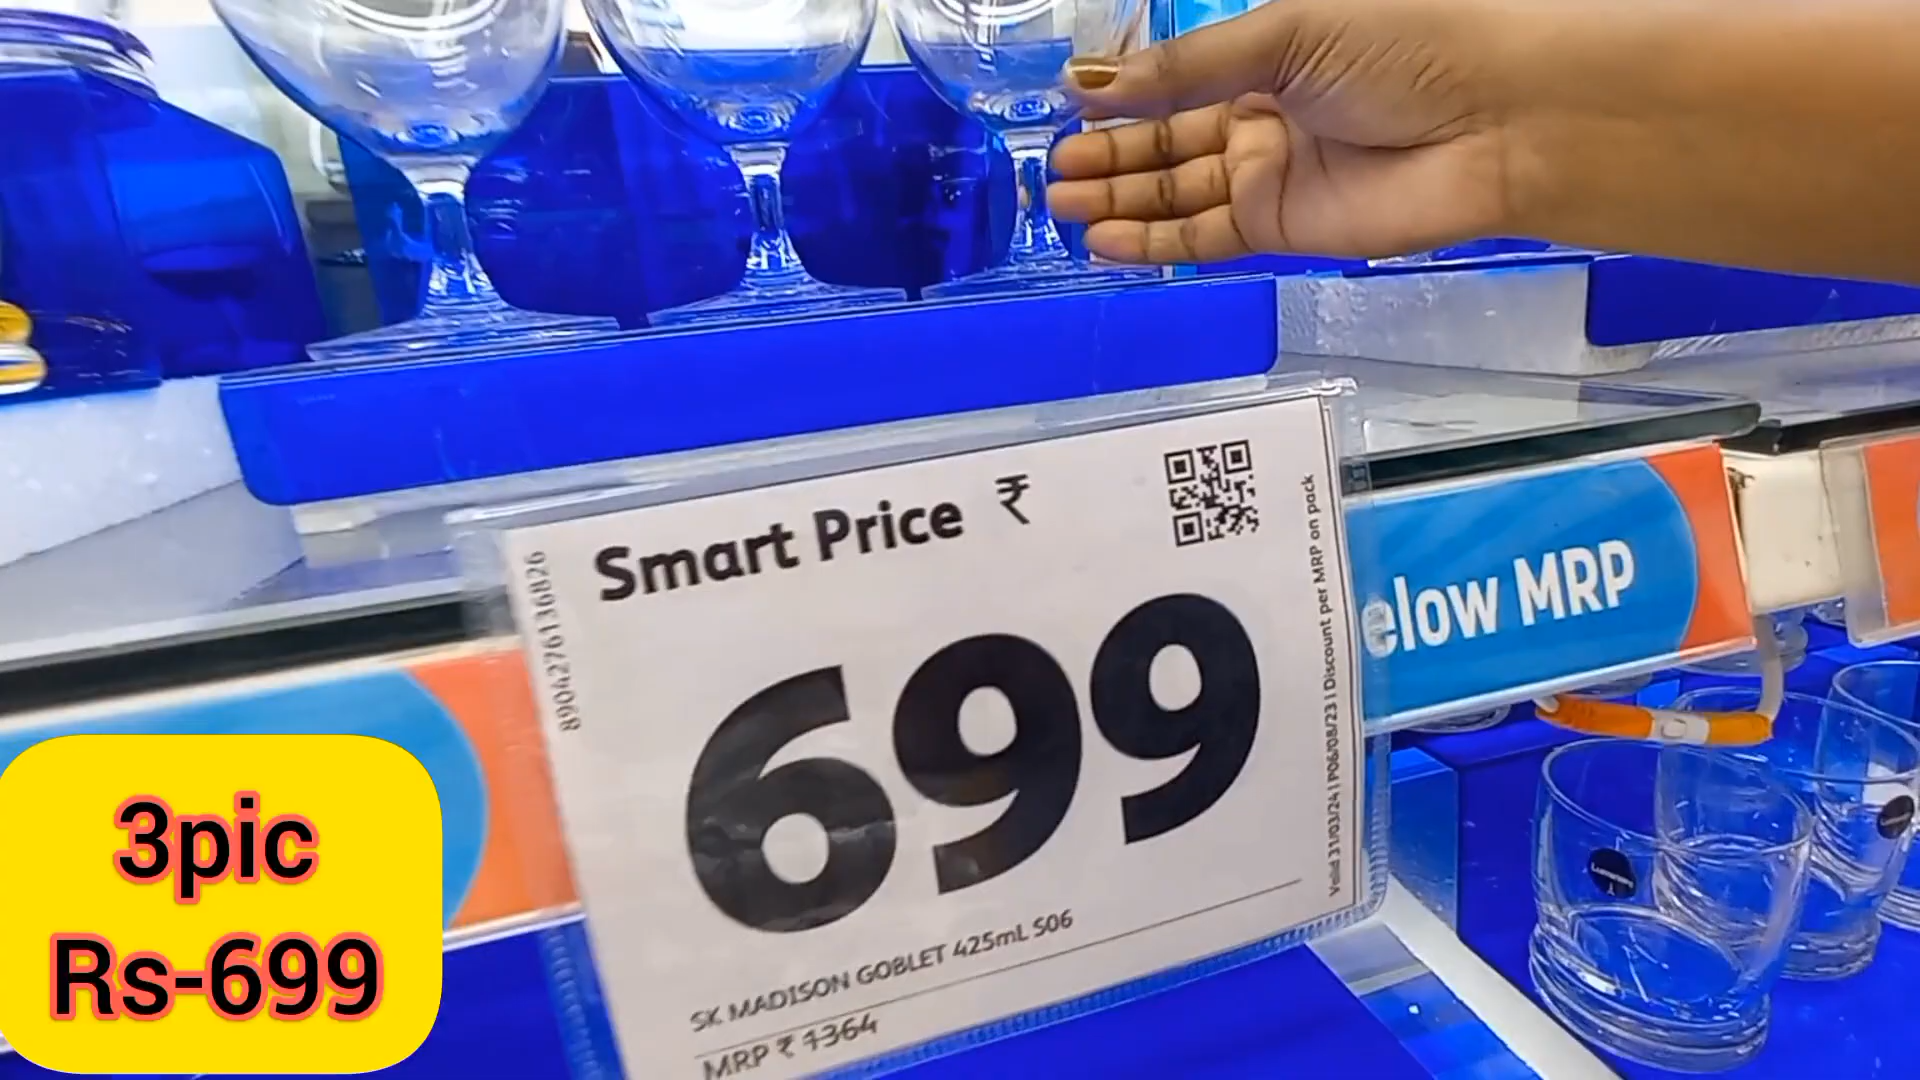 Smart Price ₹
699
SK MADISON GOBLET 425mL S06
MRP ₹ 1364
8904276136826
Valid 31/03/24 | P06/08/23 | Discount per MRP on pack
elow MRP
3pic
Rs-699